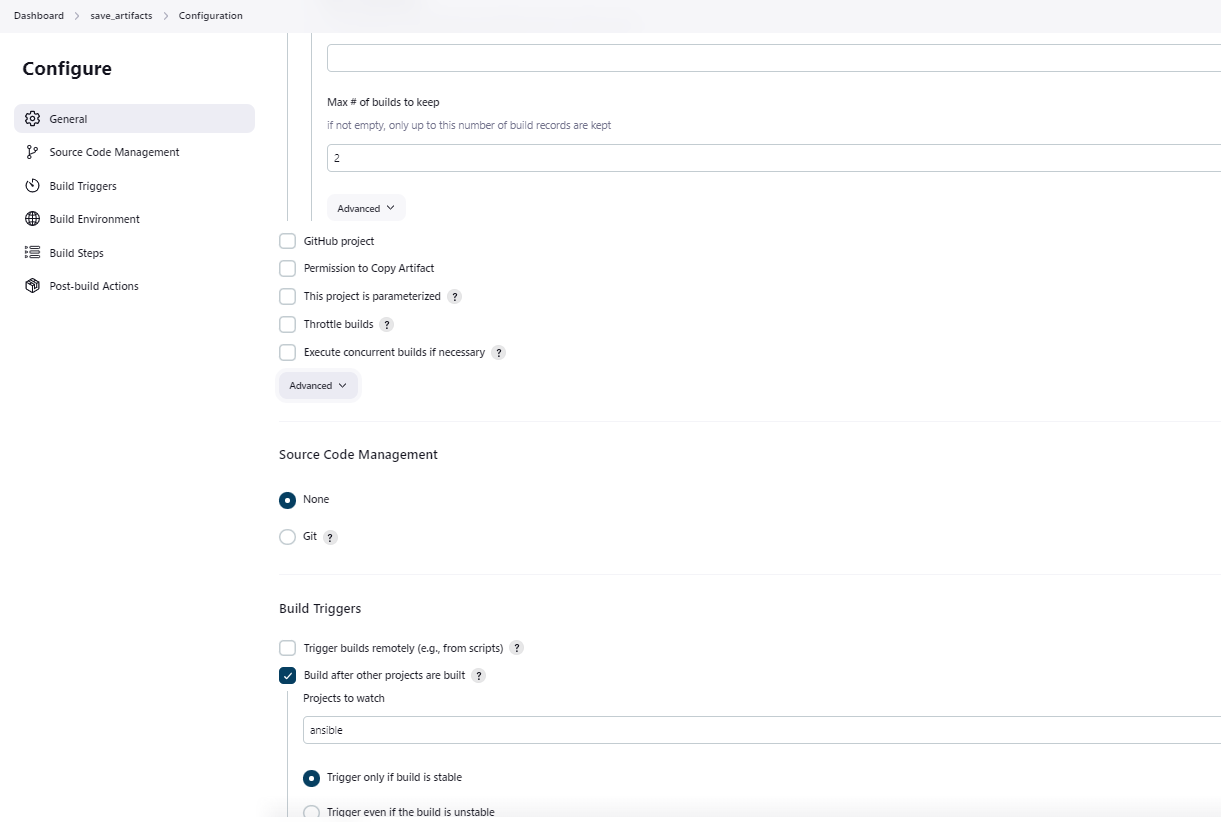 Dashboard > save_artifacts > Configuration
Configure
General
Source Code Management
Build Triggers
Build Environment
Build Steps
Post-build Actions
Max # of builds to keep
if not empty, only up to this number of build records are kept
2
Advanced
GitHub project
Permission to Copy Artifact
This project is parameterized ?
Throttle builds ?
Execute concurrent builds if necessary ?
Advanced
Source Code Management
None
Git ?
Build Triggers
Trigger builds remotely (e.g., from scripts) ?
Build after other projects are built ?
Projects to watch
ansible
Trigger only if build is stable
Trigger even if the build is unstable